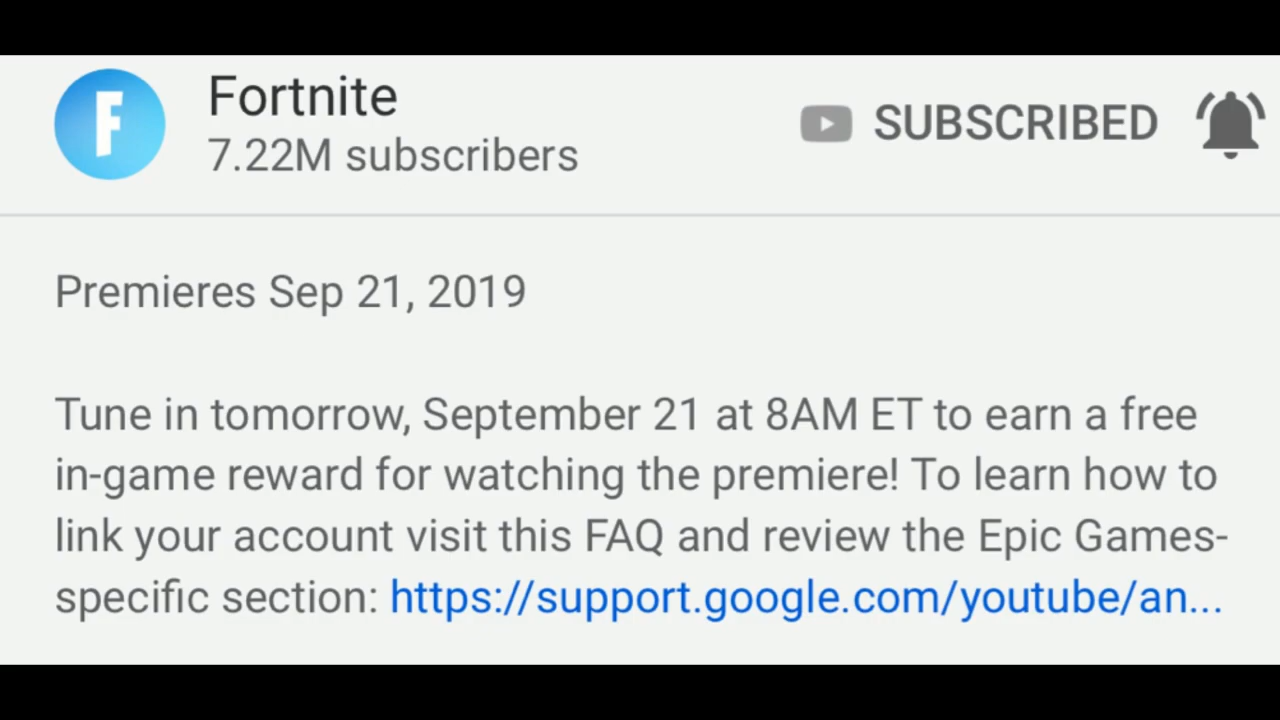 F
Fortnite
7.22M subscribers
SUBSCRIBED
Premieres Sep 21, 2019
Tune in tomorrow, September 21 at 8AM ET to earn a free
in-game reward for watching the premiere! To learn how to
link your account visit this FAQ and review the Epic Games-
specific section: https://support.google.com/youtube/an...